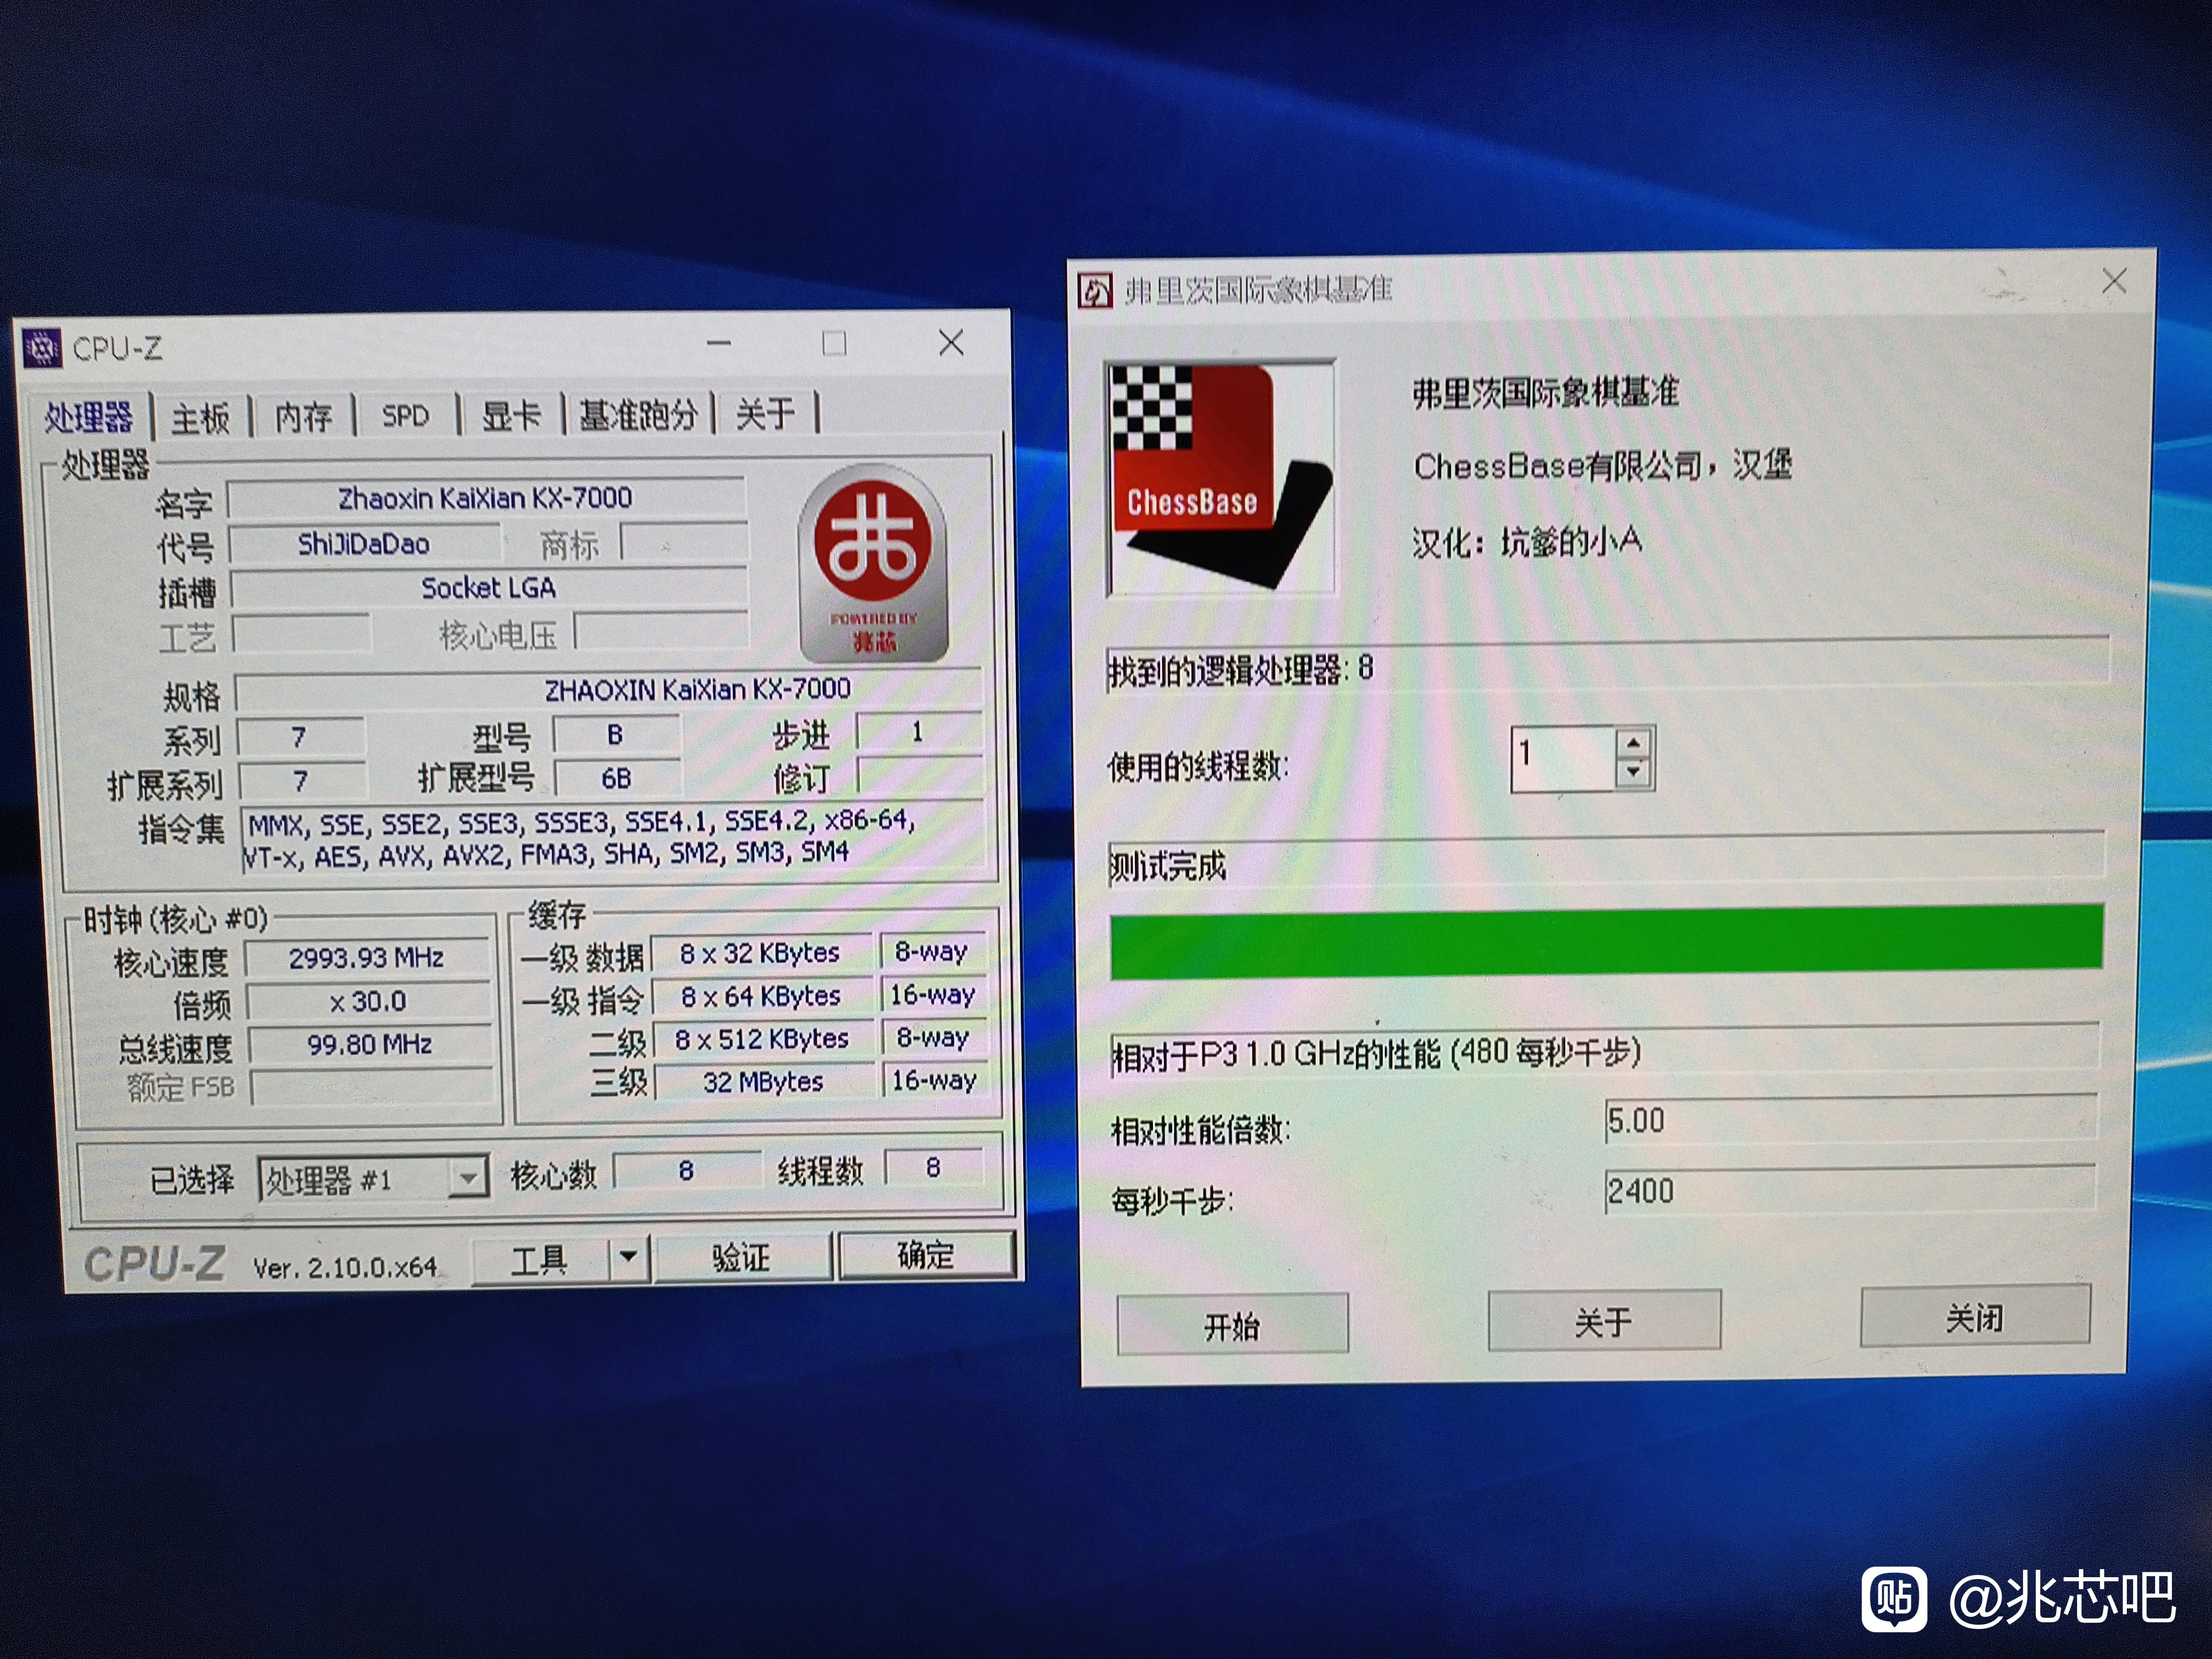 CPU-Z
处理器 主板 内存 SPD 显卡 基准跑分 关于
处理器
名字 Zhaoxin KaiXian KX-7000
代号 ShiJiDaDao 商标
插槽 Socket LGA
工艺 核心电压
POWERED BY
兆芯
规格 ZHAOXIN KaiXian KX-7000
系列 7 型号 B 步进 1
扩展系列 7 扩展型号 6B 修订
指令集 MMX, SSE, SSE2, SSE3, SSSE3, SSE4.1, SSE4.2, x86-64,
VT-x, AES, AVX, AVX2, FMA3, SHA, SM2, SM3, SM4
时钟 (核心 #0)
核心速度 2993.93 MHz
倍频 x 30.0
总线速度 99.80 MHz
额定 FSB
缓存
一级 数据 8 x 32 KBytes 8-way
一级 指令 8 x 64 KBytes 16-way
二级 8 x 512 KBytes 8-way
三级 32 MBytes 16-way
已选择 处理器 #1 核心数 8 线程数 8
CPU-Z Ver. 2.10.0.x64 工具 验证 确定
弗里茨国际象棋基准
ChessBase
弗里茨国际象棋基准
ChessBase有限公司，汉堡
汉化：坑爹的小A
找到的逻辑处理器: 8
使用的线程数: 1
测试完成
相对于P3 1.0 GHz的性能 (480 每秒千步)
相对性能倍数: 5.00
每秒千步: 2400
开始 关于 关闭
贴 @兆芯吧